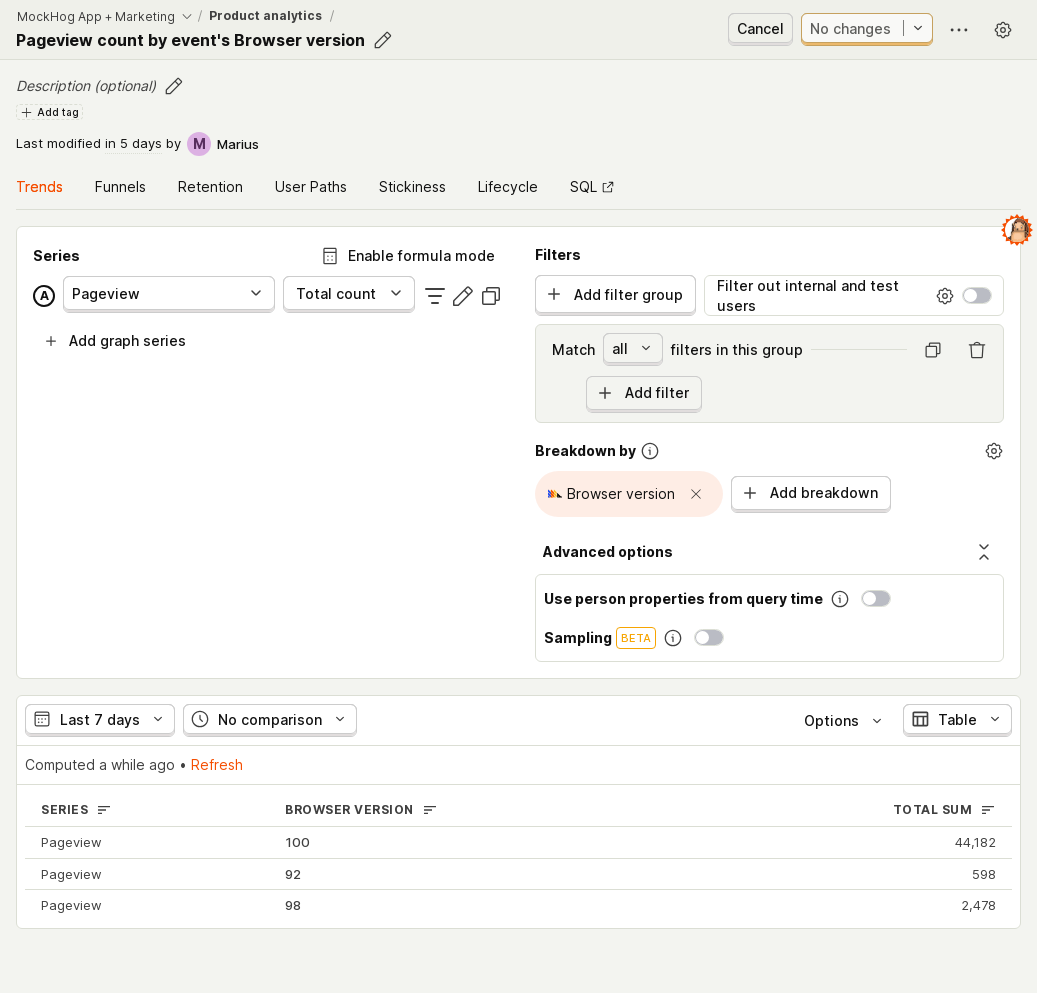 MockHog App + Marketing / Product analytics /
Pageview count by event's Browser version
Cancel
No changes
Description (optional)
Add tag
Last modified in 5 days by M Marius
Trends Funnels Retention User Paths Stickiness Lifecycle SQL
Series
Enable formula mode
A Pageview Total count
Add graph series
Filters
Add filter group
Filter out internal and test users
Match all filters in this group
Add filter
Breakdown by
Browser version
Add breakdown
Advanced options
Use person properties from query time
Sampling BETA
Last 7 days No comparison Options Table
Computed a while ago • Refresh
SERIES BROWSER VERSION TOTAL SUM
Pageview 100 44,182
Pageview 92 598
Pageview 98 2,478